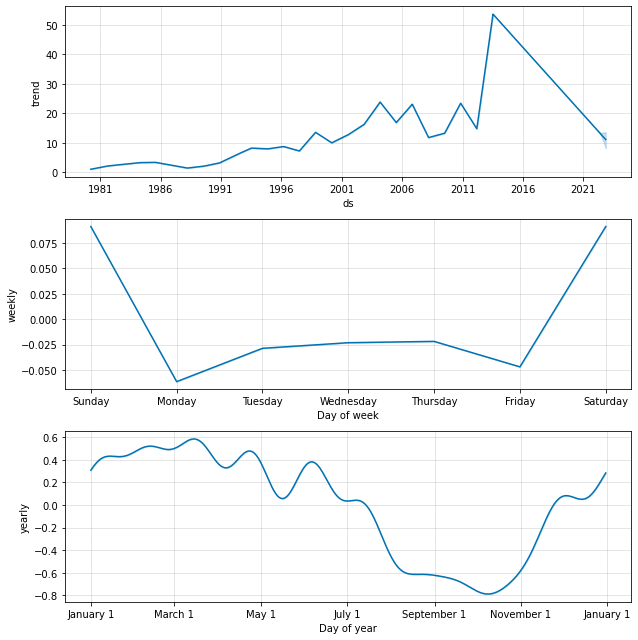 50
40
30
20
10
0
trend
1981 1986 1991 1996 2001 2006 2011 2016 2021
ds
0.075
0.050
0.025
0.000
−0.025
−0.050
weekly
Sunday Monday Tuesday Wednesday Thursday Friday Saturday
Day of week
0.6
0.4
0.2
0.0
−0.2
−0.4
−0.6
−0.8
yearly
January 1 March 1 May 1 July 1 September 1 November 1 January 1
Day of year